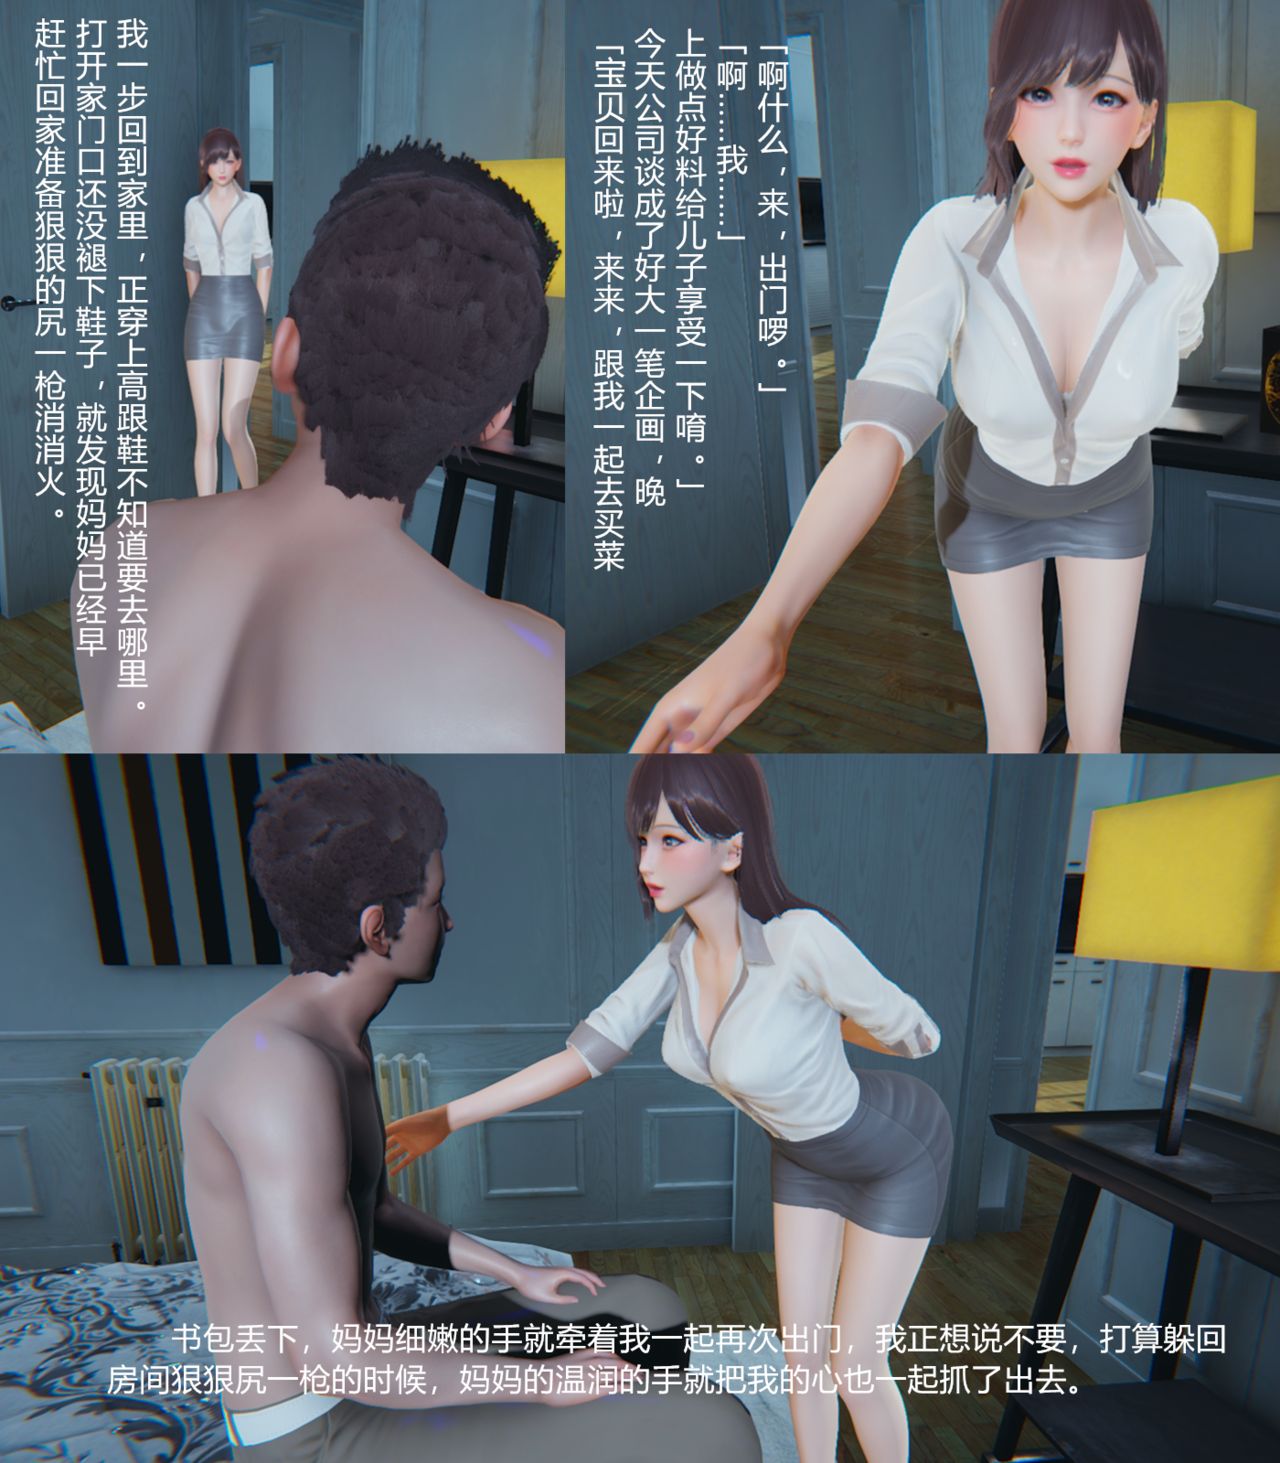 赶忙回家准备狠狠的尻一枪消消火。
打开家门口还没褪下鞋子，就发现妈妈已经早
我一步回到家里，正穿上高跟鞋不知道要去哪里。
「宝贝回来啦，来来，跟我一起去买菜
今天公司谈成了好大一笔企画，晚
上做点好料给儿子享受一下唷。」
「啊……我……」
「啊什么，来，出门啰。」
书包丢下，妈妈细嫩的手就牵着我一起再次出门，我正想说不要，打算躲回
房间狠狠尻一枪的时候，妈妈的温润的手就把我的心也一起抓了出去。